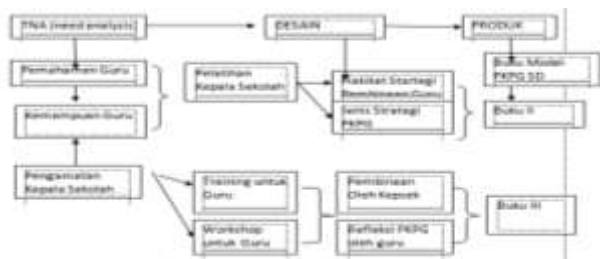 TNA (need analysis)
DESAIN
PRODUK
Pemahaman Guru
Kemampuan Guru
Pengamatan
Kepala Sekolah
Pelatihan
Kepala Sekolah
Hakikat Startegi
Pembinaan Guru
Jenis Strategi
PKPG
Buku Model
PKPG SD
Buku II
Training untuk
Guru
Workshop
untuk Guru
Pembinaan
Oleh Kepsek
Refleksi PKPG
oleh guru
Buku III